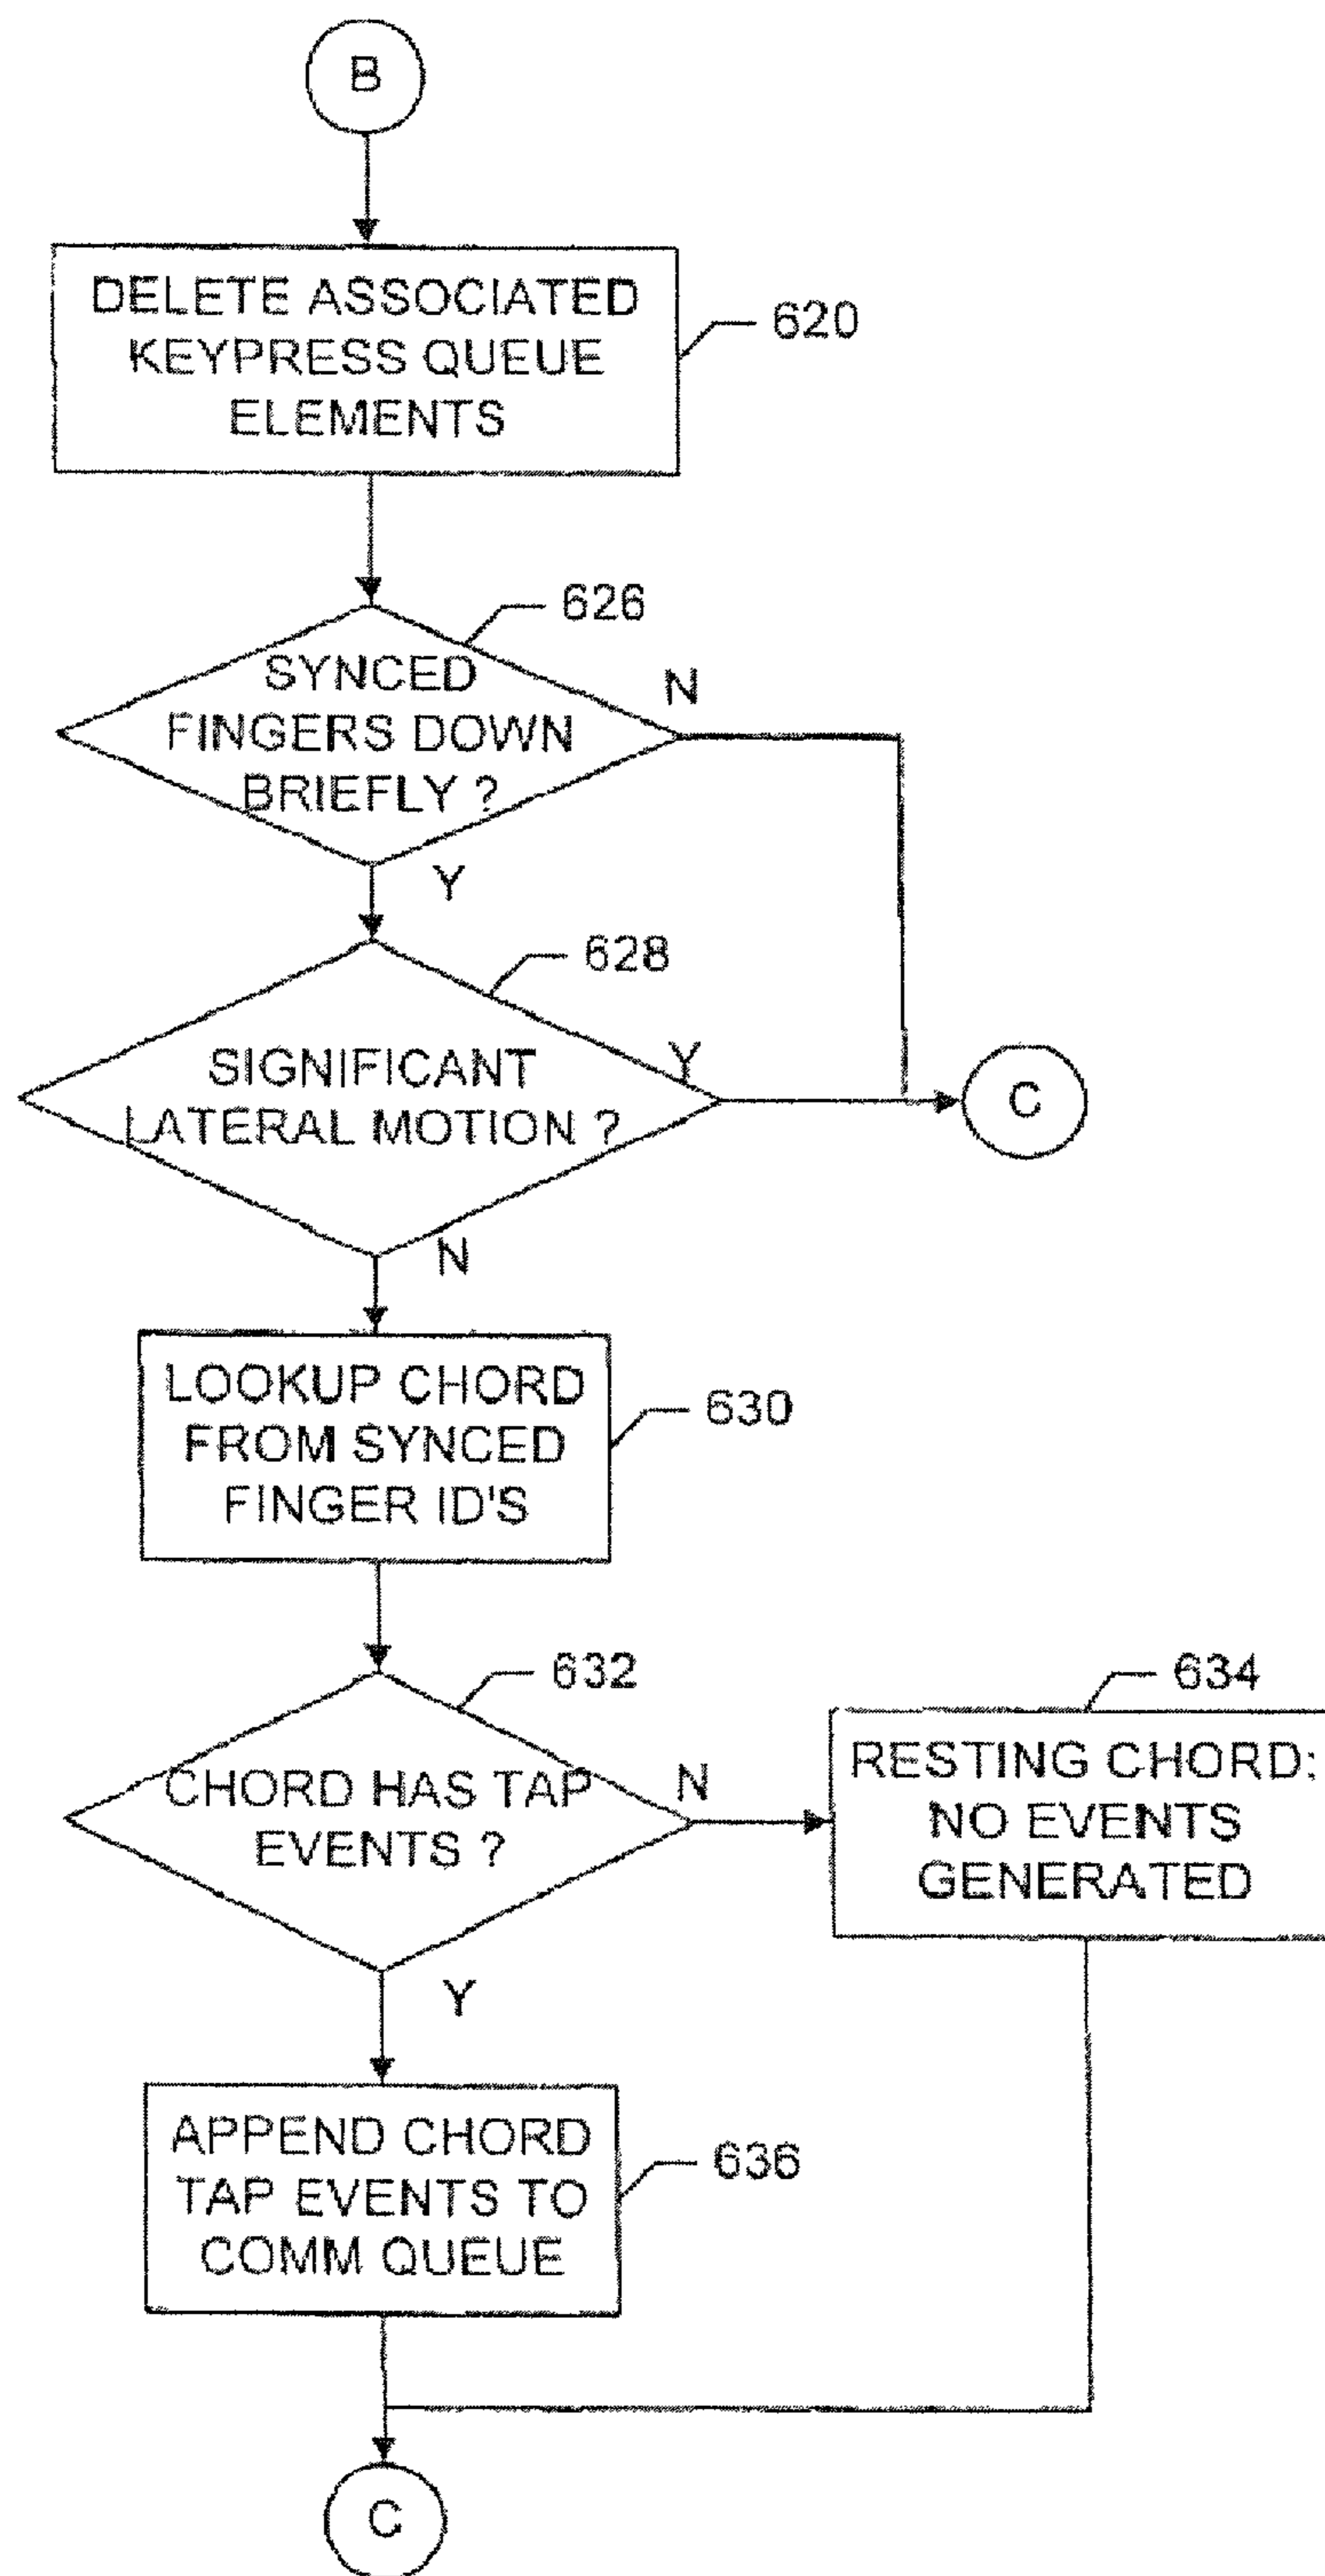 B
DELETE ASSOCIATED
KEYPRESS QUEUE
ELEMENTS
620
626
SYNCED
FINGERS DOWN
BRIEFLY ?
N
Y
628
SIGNIFICANT
LATERAL MOTION ?
Y
C
N
LOOKUP CHORD
FROM SYNCED
FINGER ID'S
630
632
CHORD HAS TAP
EVENTS ?
N
634
RESTING CHORD:
NO EVENTS
GENERATED
Y
APPEND CHORD
TAP EVENTS TO
COMM QUEUE
636
C